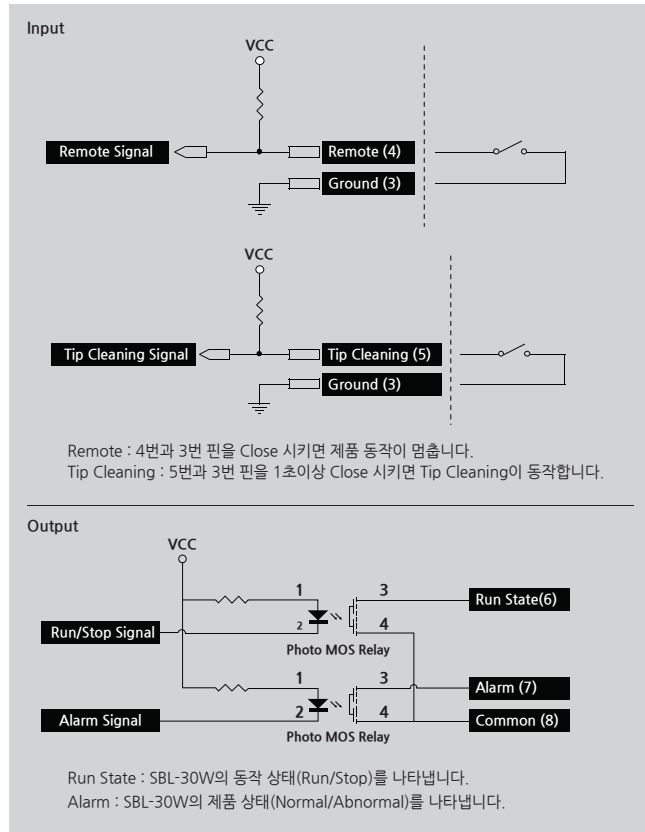 Input
VCC
Remote Signal
Remote (4)
Ground (3)
VCC
Tip Cleaning Signal
Tip Cleaning (5)
Ground (3)
Remote : 4번과 3번 핀을 Close 시키면 제품 동작이 멈춥니다.
Tip Cleaning : 5번과 3번 핀을 1초이상 Close 시키면 Tip Cleaning이 동작합니다.
Output
VCC
1
3
Run State(6)
Run/Stop Signal
2
4
Photo MOS Relay
1
3
Alarm (7)
Alarm Signal
2
4
Common (8)
Photo MOS Relay
Run State : SBL-30W의 동작 상태(Run/Stop)를 나타냅니다.
Alarm : SBL-30W의 제품 상태(Normal/Abnormal)를 나타냅니다.